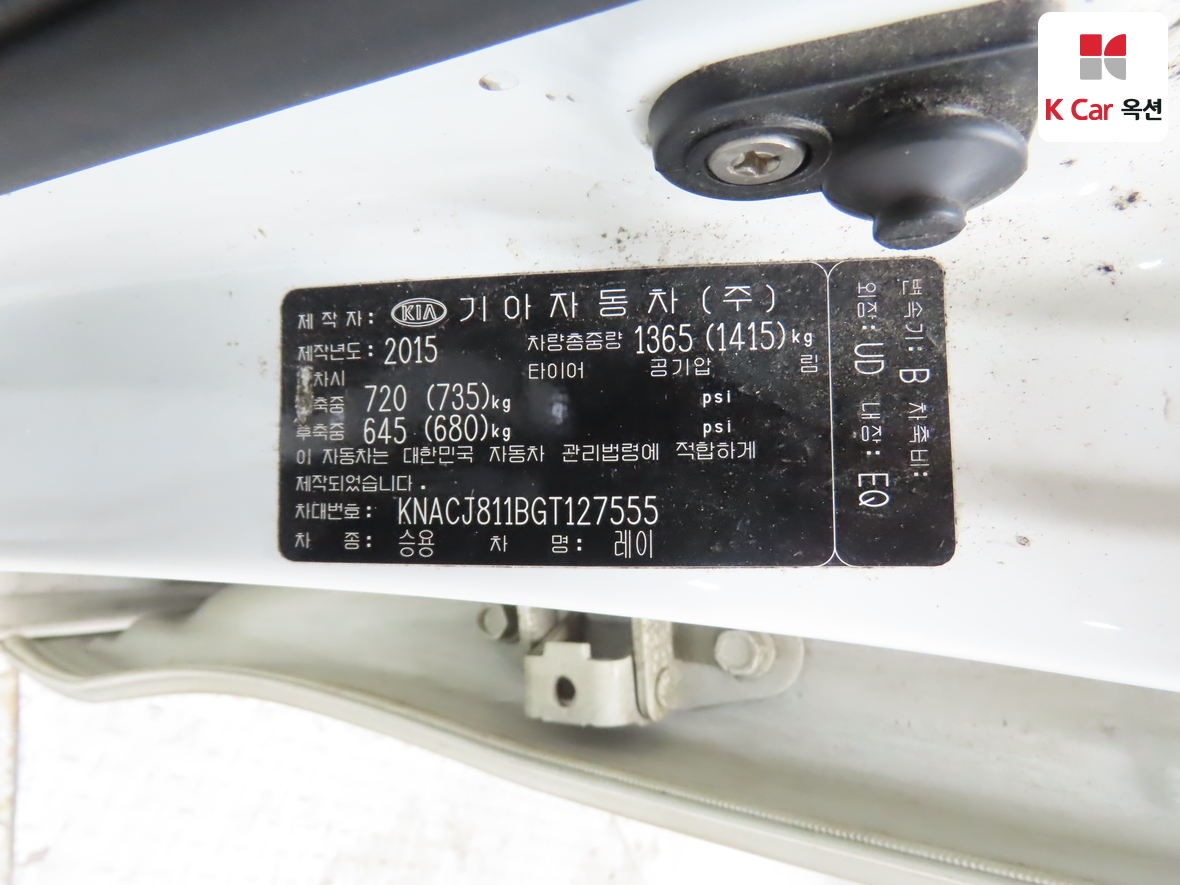 K Car 옥션
제 작 자: KIA 기아자동차(주)
제작년도: 2015 차량총중량 1365 (1415)kg
차시 타이어 공기압 림
축중 720 (735)kg psi
후축중 645 (680)kg psi
이 자동차는 대한민국 자동차 관리법령에 적합하게
제작되었습니다.
차대번호: KNACJ811BGT127555
차 종: 승용 차 명: 레이
변속기: B 차축비:
외장: UD 내장: EQ